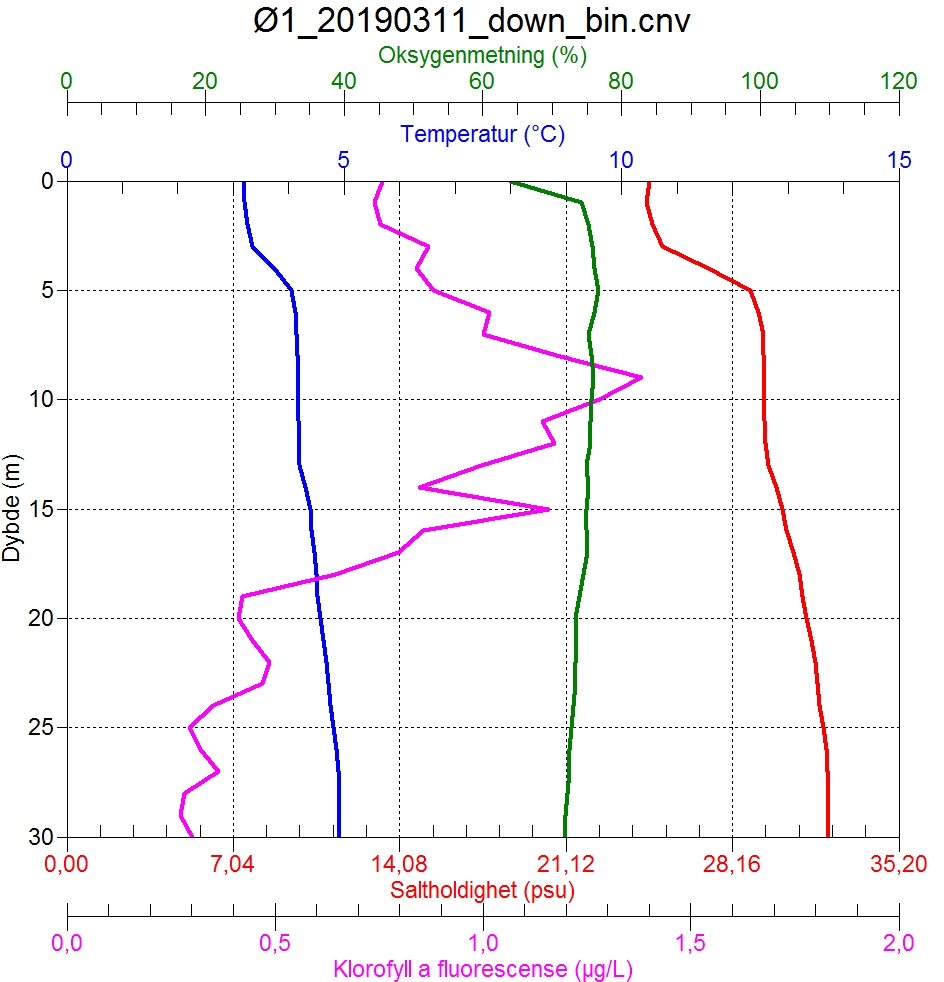 Ø1_20190311_down_bin.cnv
Oksygenmetning (%)
0 20 40 60 80 100 120
Temperatur (°C)
0 5 10 15
0
5
10
15
20
25
30
Dybde (m)
0,00 7,04 14,08 21,12 28,16 35,20
Saltholdighet (psu)
0,0 0,5 1,0 1,5 2,0
Klorofyll a fluorescense (µg/L)